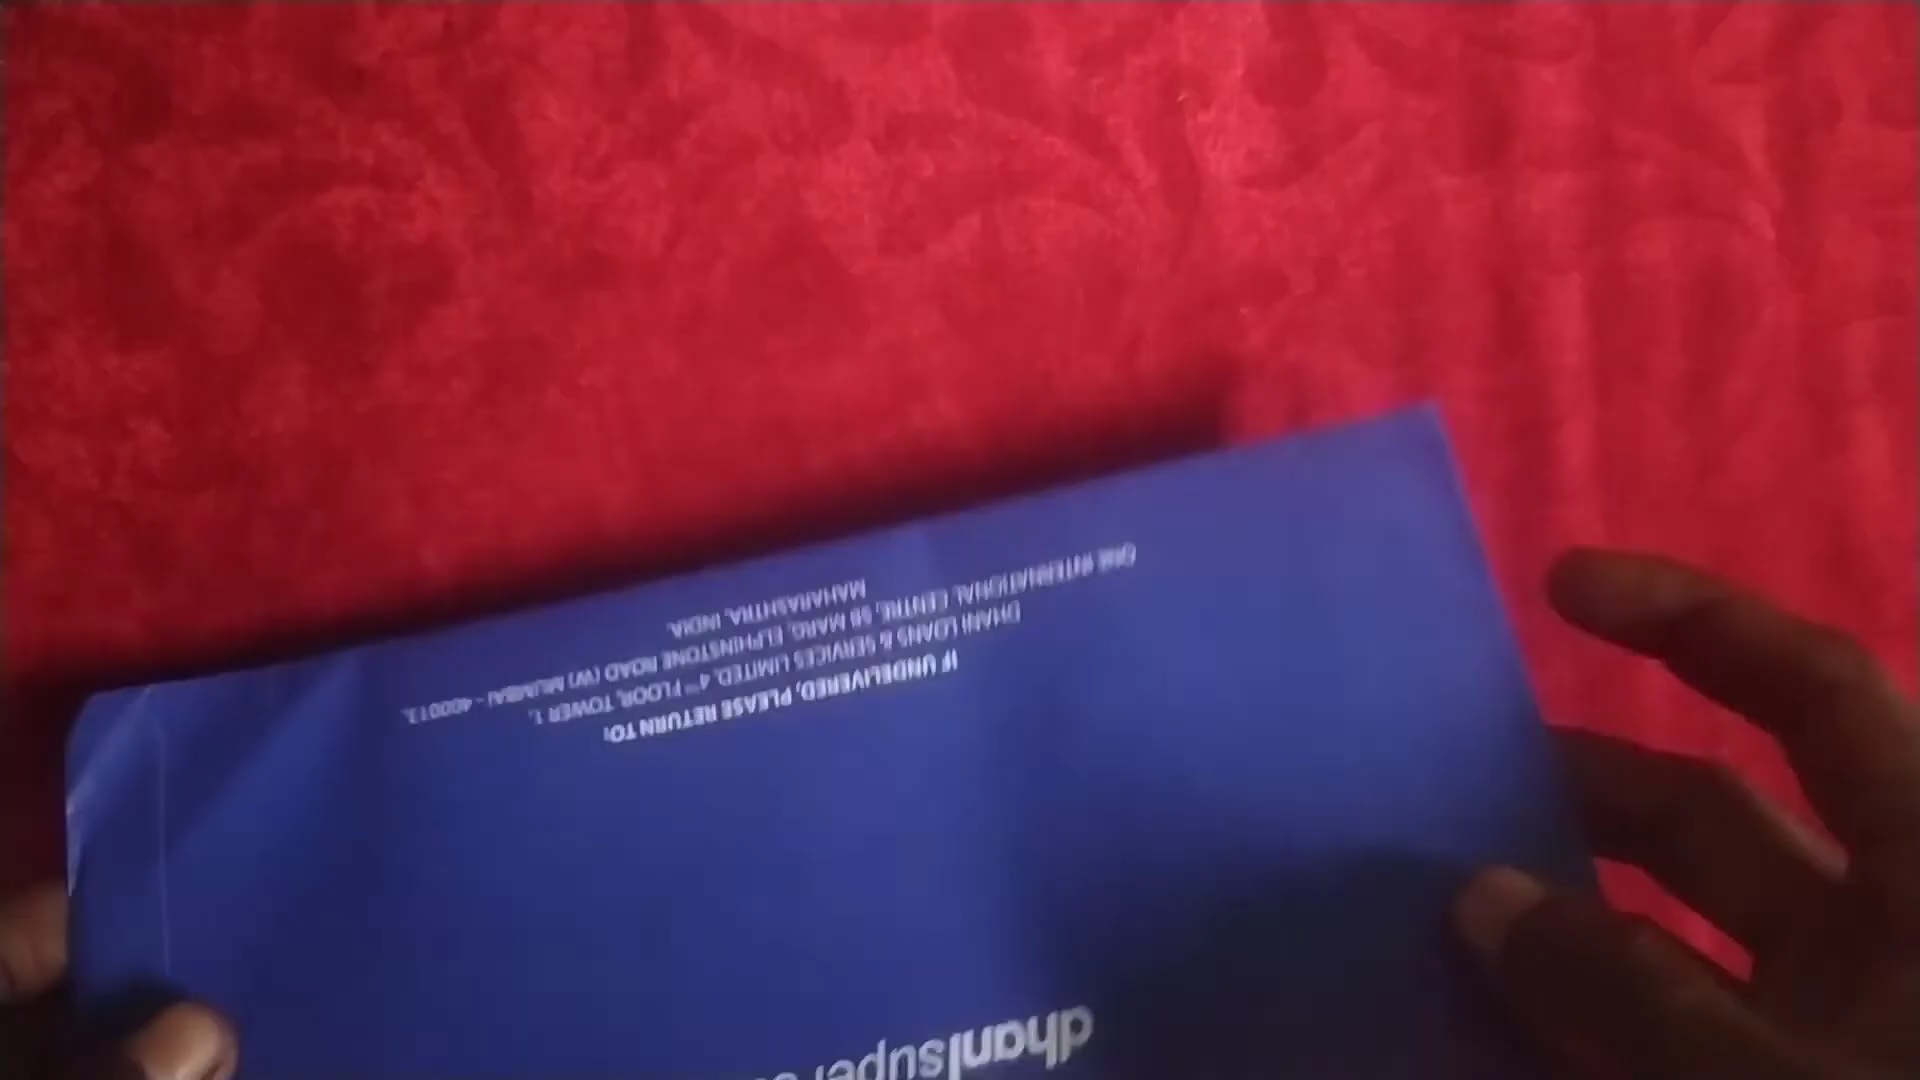 dhani super
IF UNDELIVERED, PLEASE RETURN TO:
DHANI LOANS & SERVICES LIMITED, 4TH FLOOR, TOWER 1,
ONE INTERNATIONAL CENTRE, SB MARG, ELPHINSTONE ROAD (W) MUMBAI - 400013.
MAHARASHTRA, INDIA.